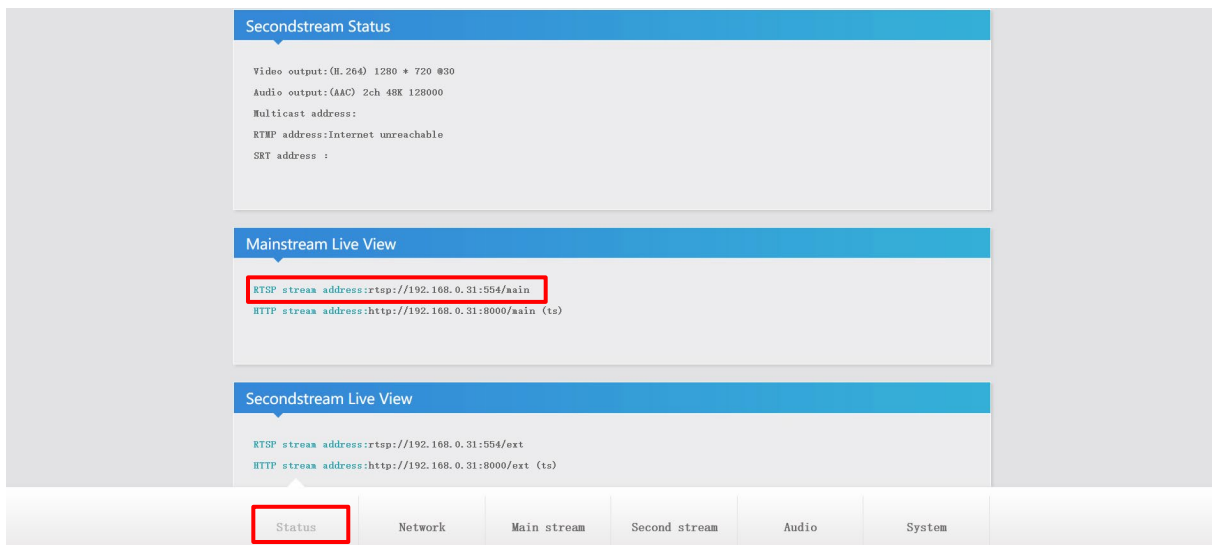 Secondstream Status
Video output:(H.264) 1280 * 720 @30
Audio output:(AAC) 2ch 48K 128000
Multicast address:
RTMP address:Internet unreachable
SRT address :
Mainstream Live View
RTSP stream address:rtsp://192.168.0.31:554/main
HTTP stream address:http://192.168.0.31:8000/main (ts)
Secondstream Live View
RTSP stream address:rtsp://192.168.0.31:554/ext
HTTP stream address:http://192.168.0.31:8000/ext (ts)
Status Network Main stream Second stream Audio System